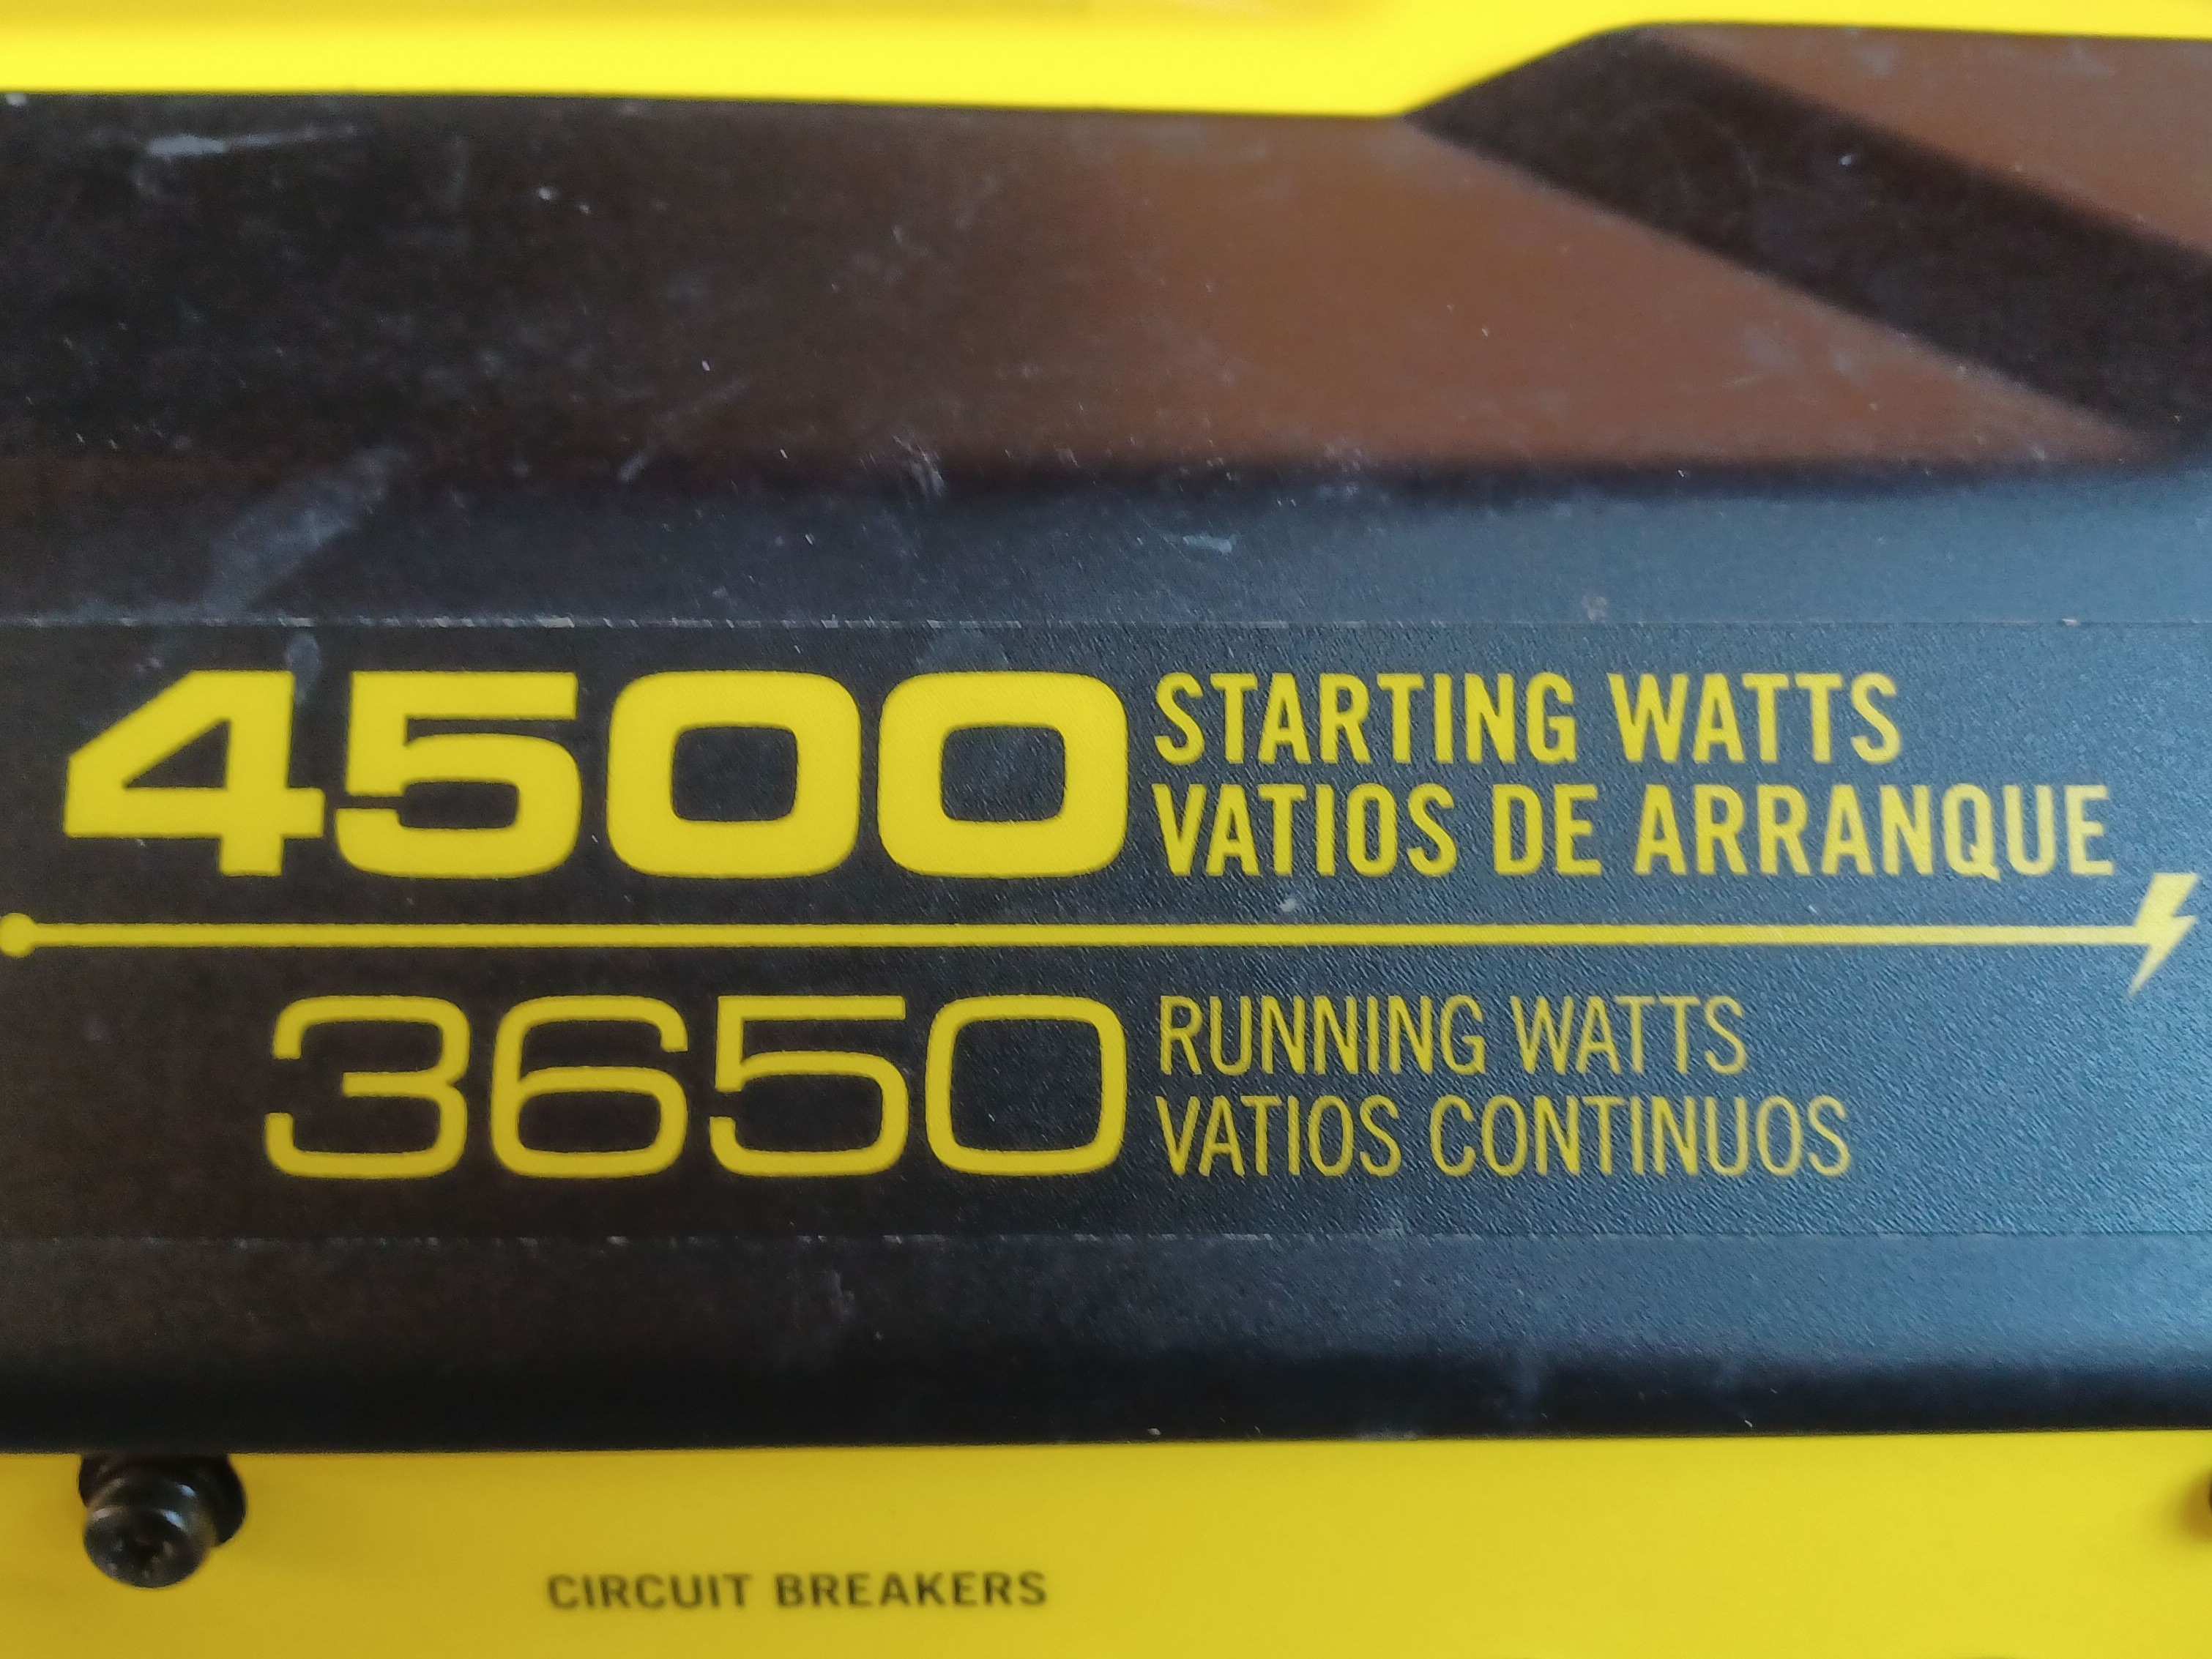 4500 STARTING WATTS
VATIOS DE ARRANQUE
3650 RUNNING WATTS
VATIOS CONTINUOS
CIRCUIT BREAKERS